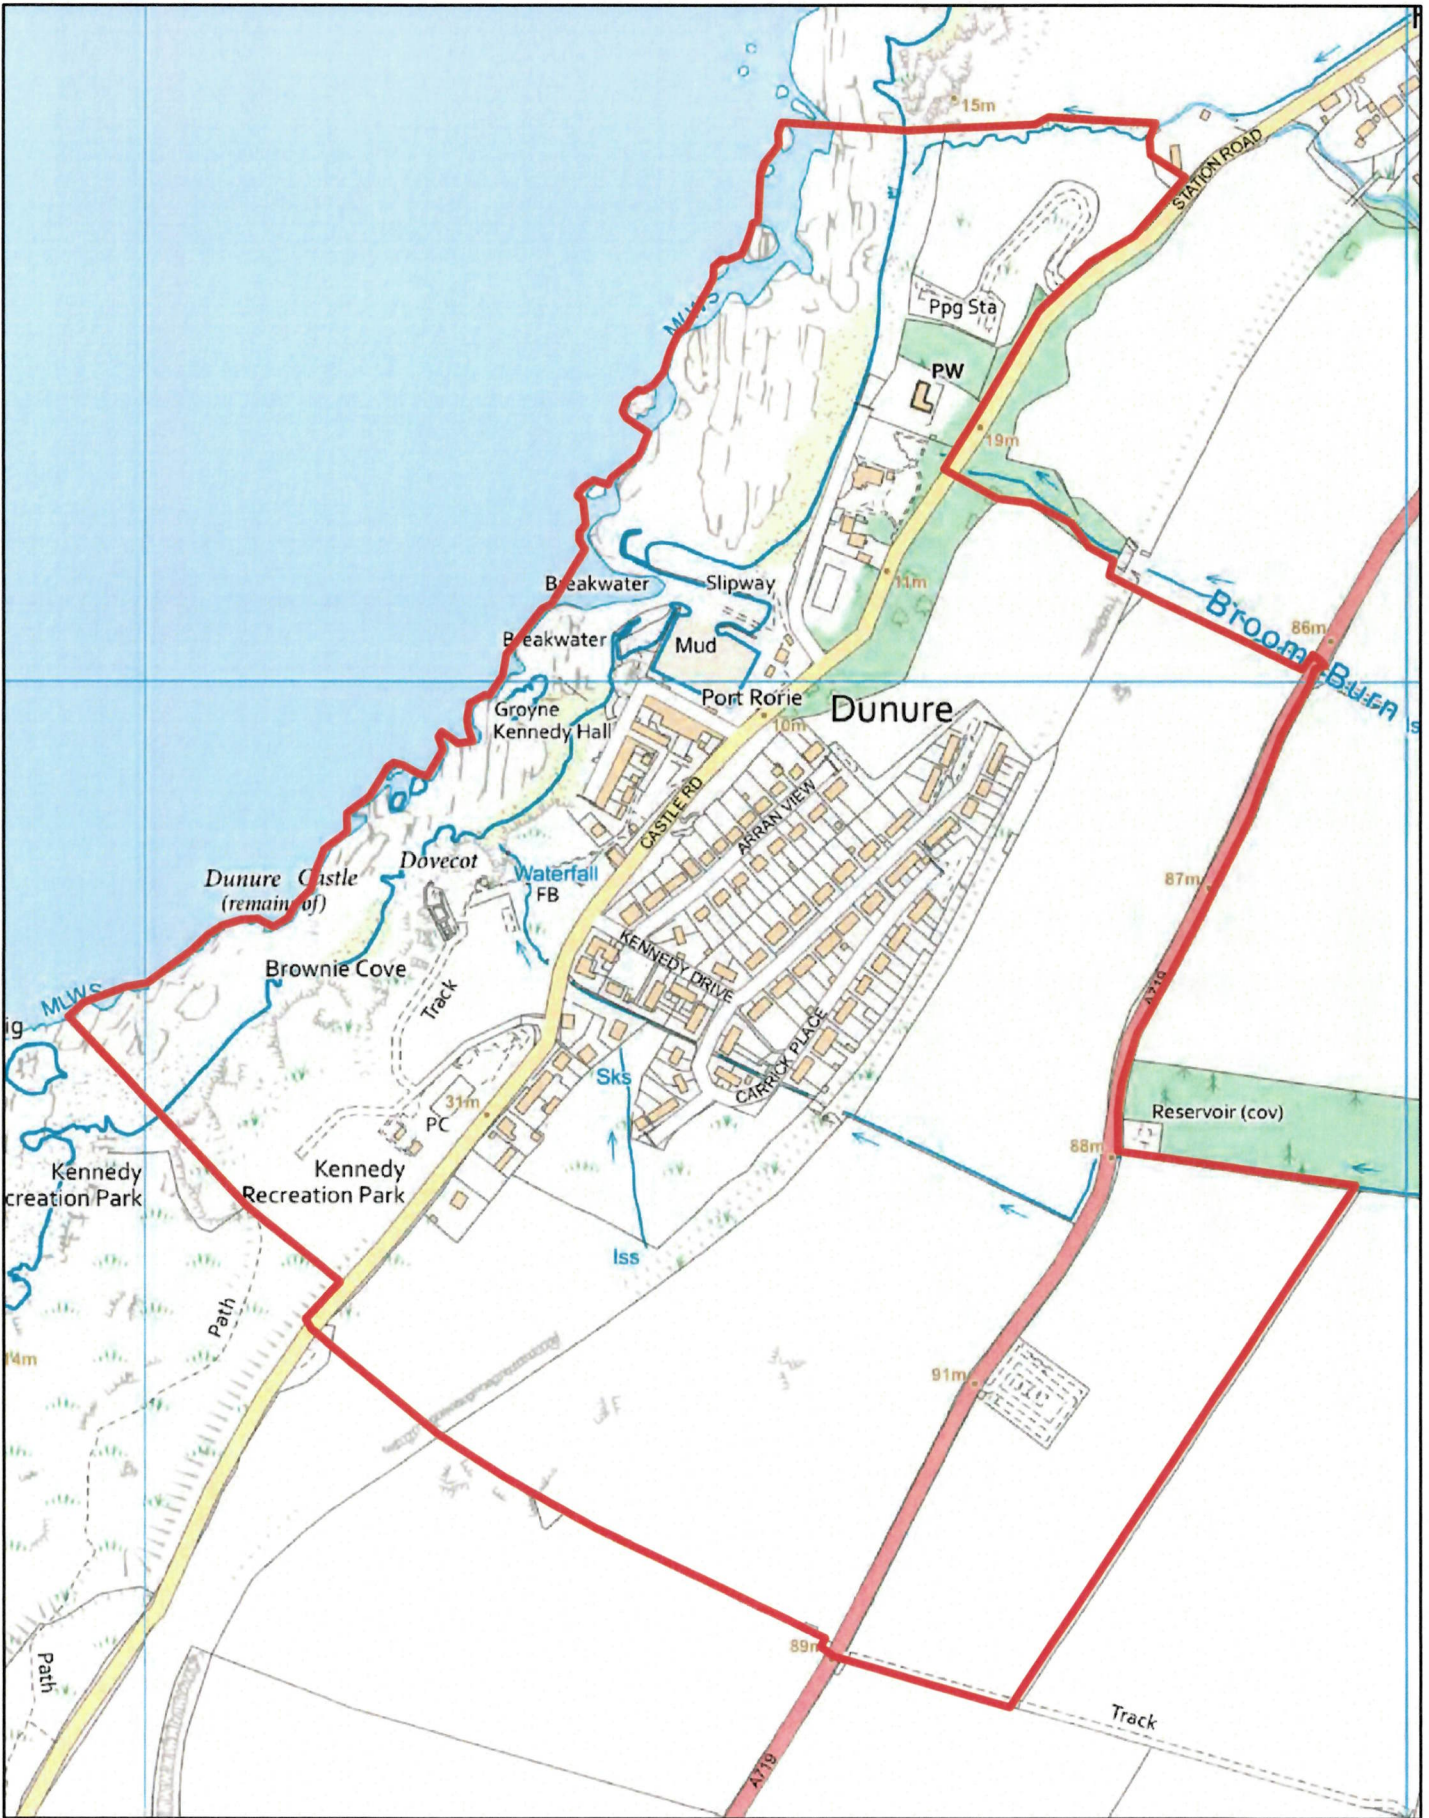 15m
STATION ROAD
MLWS
Ppg Sta
PW
19m
Breakwater
Slipway
11m
Broom Burn
86m
Breakwater
Mud
Port Rorie
Dunure
Groyne
Kennedy Hall
10m
CASTLE RD
ARRAN VIEW
Dovecot
Waterfall
FB
Dunure Castle
(remains of)
87m
KENNEDY DRIVE
Brownie Cove
MLWS
ig
Track
A719
CARRICK PLACE
Sks
31m
PC
Reservoir (cov)
88m
Kennedy
creation Park
Kennedy
Recreation Park
Iss
Path
14m
91m
89m
Path
Track
A719